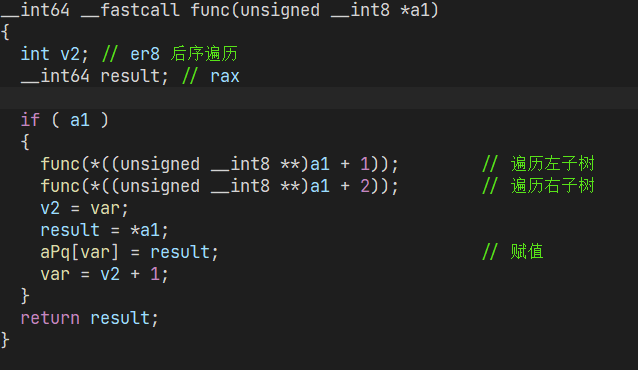 __int64 __fastcall func(unsigned __int8 *a1)
{
  int v2; // er8 后序遍历
  __int64 result; // rax

  if ( a1 )
  {
    func(*((unsigned __int8 **)a1 + 1));        // 遍历左子树
    func(*((unsigned __int8 **)a1 + 2));        // 遍历右子树
    v2 = var;
    result = *a1;
    aPq[var] = result;                          // 赋值
    var = v2 + 1;
  }
  return result;
}